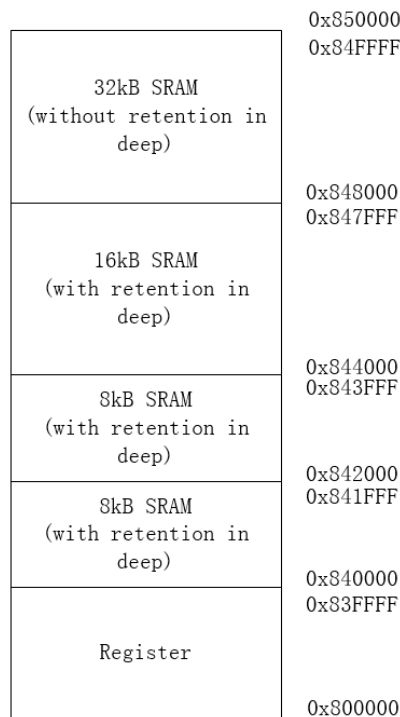 0x850000
0x84FFFF
32kB SRAM
(without retention in
deep)
0x848000
0x847FFF
16kB SRAM
(with retention in
deep)
0x844000
0x843FFF
8kB SRAM
(with retention in
deep)
0x842000
0x841FFF
8kB SRAM
(with retention in
deep)
0x840000
0x83FFFF
Register
0x800000